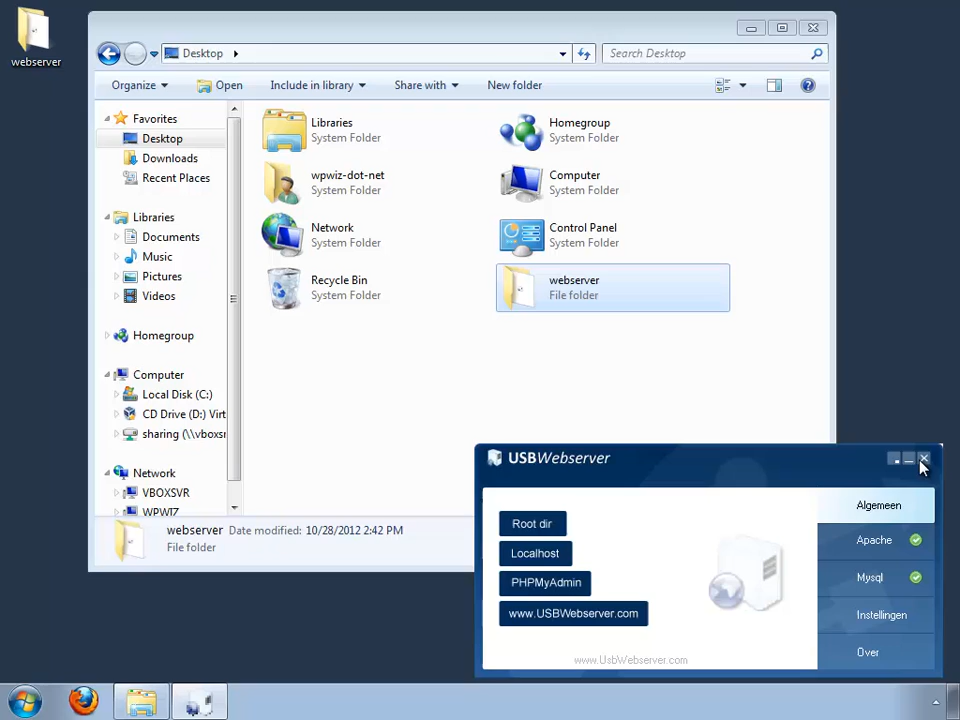 webserver
Desktop
Search Desktop
Organize
Open
Include in library
Share with
New folder
Favorites
Desktop
Downloads
Recent Places
Libraries
Documents
Music
Pictures
Videos
Homegroup
Computer
Local Disk (C:)
CD Drive (D:) Virt
sharing (\\vboxsr
Network
VBOXSVR
WPWIZ
Libraries
System Folder
Homegroup
System Folder
wpwiz-dot-net
System Folder
Computer
System Folder
Network
System Folder
Control Panel
System Folder
Recycle Bin
System Folder
webserver
File folder
webserver Date modified: 10/28/2012 2:42 PM
File folder
USBWebserver
Root dir
Localhost
PHPMyAdmin
www.USBWebserver.com
www.UsbWebserver.com
Algemeen
Apache
Mysql
Instellingen
Over